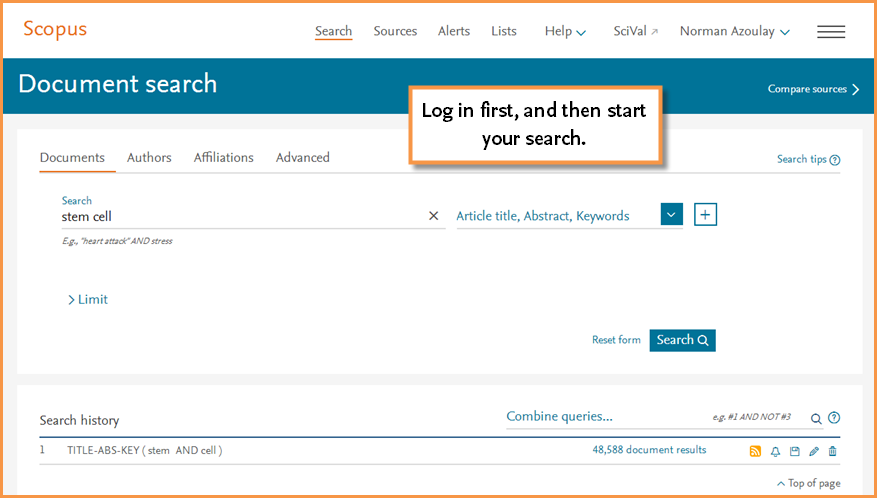 Scopus
Search Sources Alerts Lists Help SciVal Norman Azoulay
Document search
Compare sources
Log in first, and then start
your search.
Documents Authors Affiliations Advanced
Search tips
Search
stem cell
Article title, Abstract, Keywords
E.g., "heart attack" AND stress
Limit
Reset form
Search
Search history
Combine queries...
e.g. #1 AND NOT #3
1 TITLE-ABS-KEY ( stem AND cell )
48,588 document results
Top of page